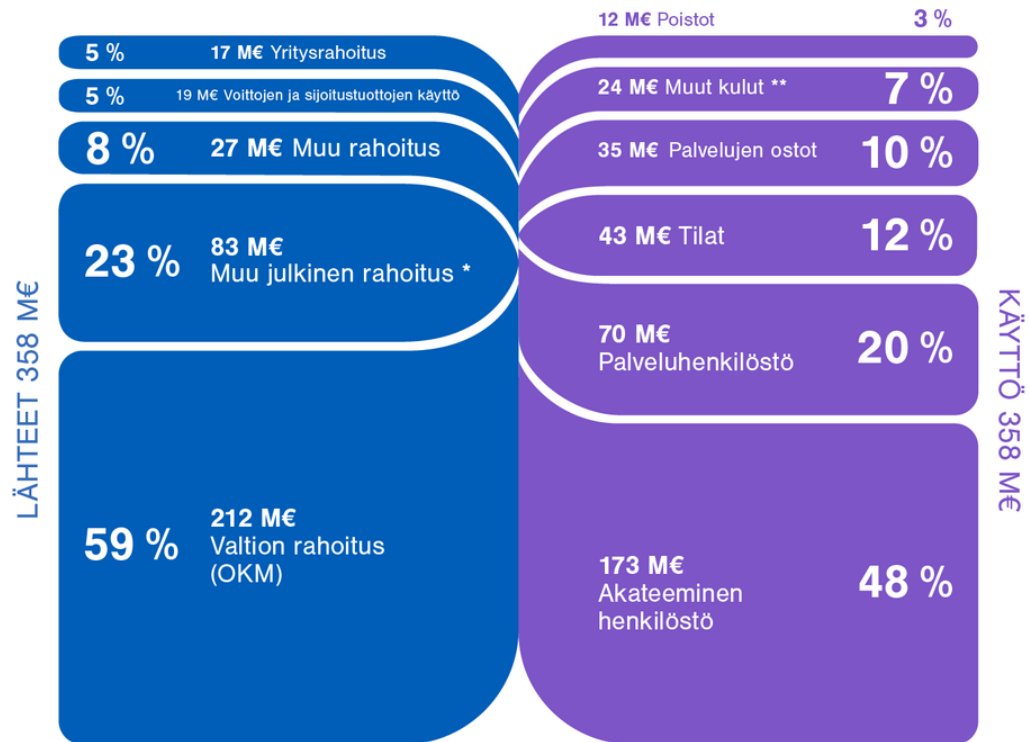 LÄHTEET 358 M€
5 % 17 M€ Yritysrahoitus
5 % 19 M€ Voittojen ja sijoitustuottojen käyttö
8 % 27 M€ Muu rahoitus
23 % 83 M€
Muu julkinen rahoitus *
59 % 212 M€
Valtion rahoitus
(OKM)
12 M€ Poistot 3 %
24 M€ Muut kulut ** 7 %
35 M€ Palvelujen ostot 10 %
43 M€ Tilat 12 %
70 M€
Palveluhenkilöstö 20 %
173 M€
Akateeminen 48 %
henkilöstö
KÄYTTÖ 358 M€